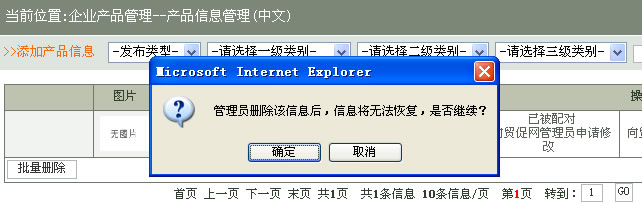 当前位置:企业产品管理--产品信息管理(中文)
>>添加产品信息 -发布类型- -请选择一级类别- -请选择二级类别- -请选择三级类别-
Microsoft Internet Explorer
管理员删除该信息后，信息将无法恢复，是否继续？
确定 取消
图片
无图片
已被配对
贸促网管理员申请修
改
批量删除
首页 上一页 下一页 末页 共1页 共1条信息 10条信息/页 第1页 转到: 1 GO